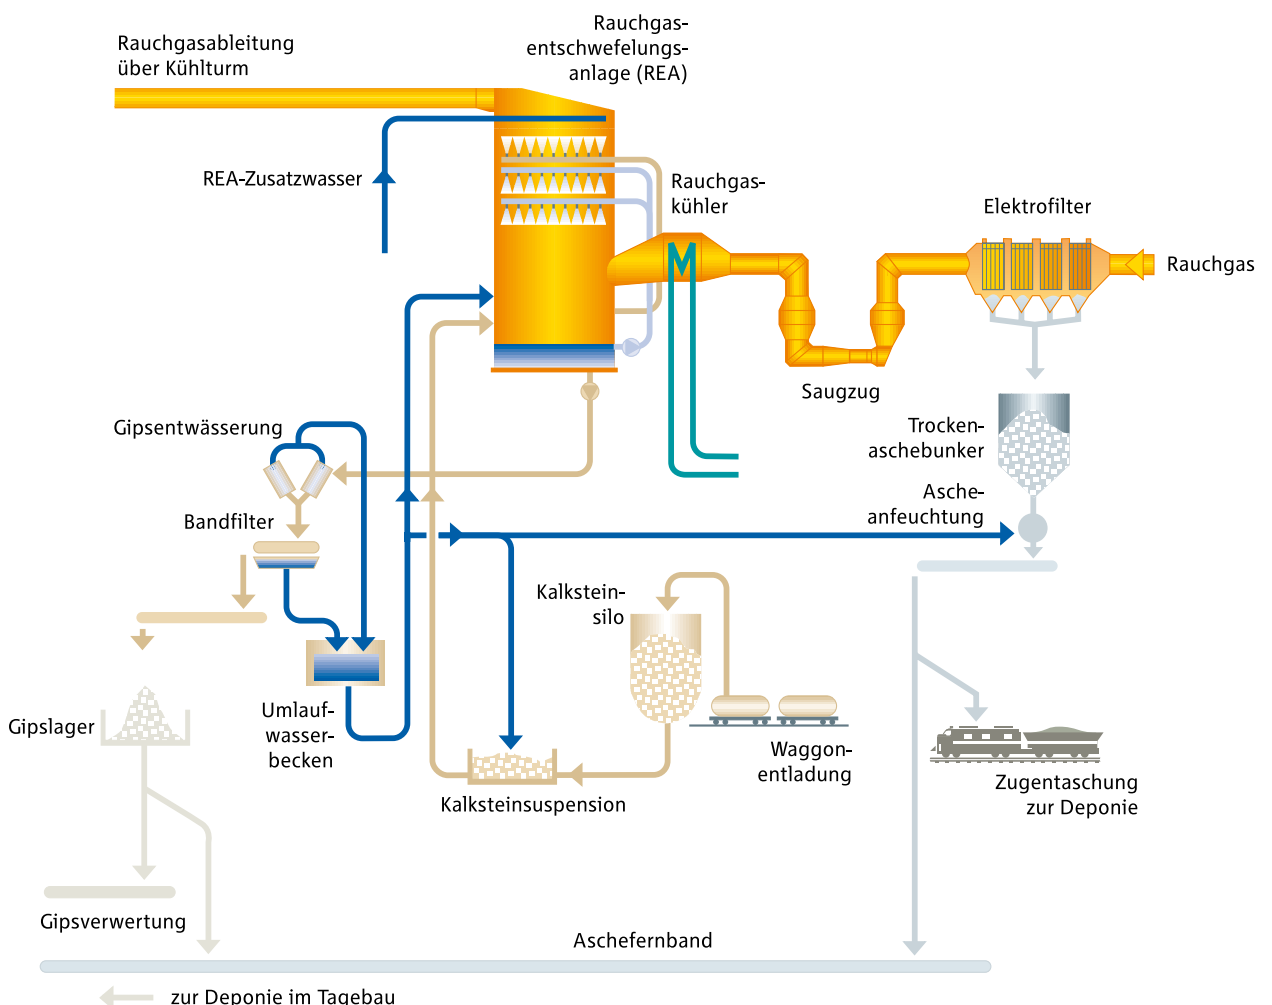 Rauchgasableitung
über Kühlturm
Rauchgas-
entschwefelungs-
anlage (REA)
REA-Zusatzwasser
Rauchgas-
kühler
Elektrofilter
Rauchgas
Saugzug
Gipsentwässerung
Trocken-
aschebunker
Bandfilter
Asche-
anfeuchtung
Kalkstein-
silo
Gipslager
Umlauf-
wasser-
becken
Waggon-
entladung
Kalksteinsuspension
Zugentaschung
zur Deponie
Gipsverwertung
Aschefernband
zur Deponie im Tagebau